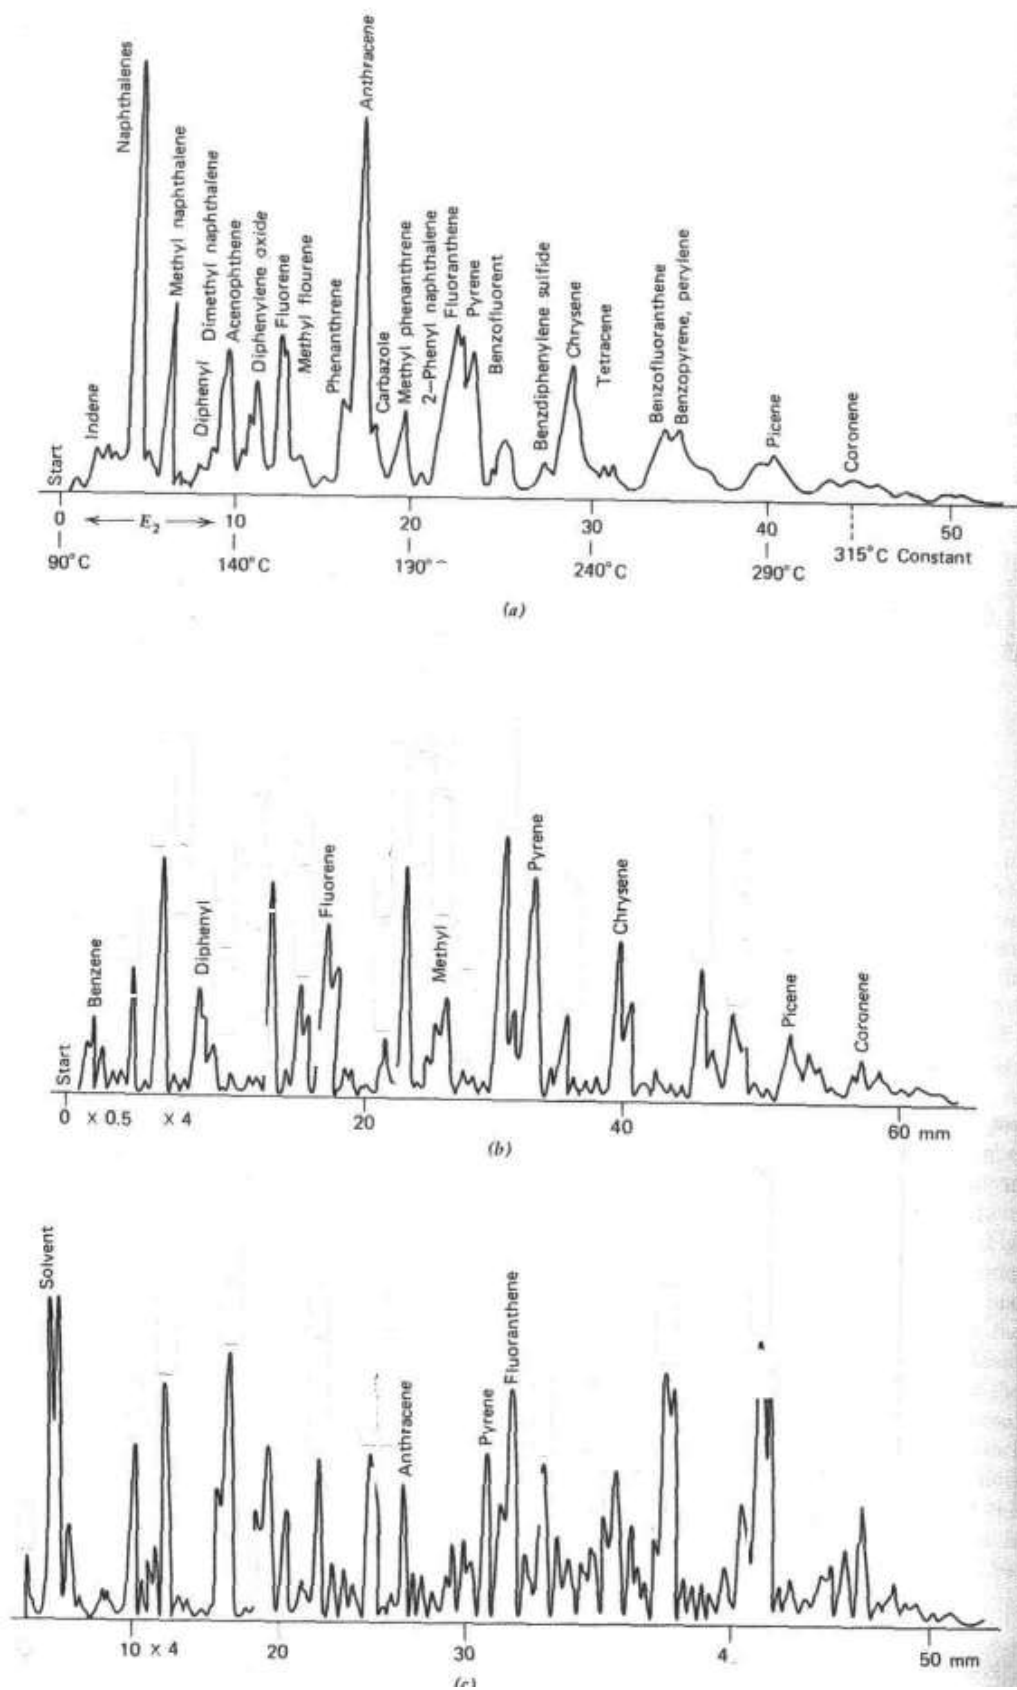 Naphthalenes
Methyl naphthalene
Dimethyl naphthalene
Diphenyl
Acenophthene
Diphenylene oxide
Fluorene
Methyl flourene
Phenanthrene
Anthracene
Carbazole
Methyl phenanthrene
2–Phenyl naphthalene
Fluoranthene
Pyrene
Benzofluorent
Benzdiphenylene sulfide
Chrysene
Tetracene
Benzofluoranthene
Benzopyrene, perylene
Picene
Coronene
Indene
Start
0 E₂ 10 20 30 40 50
90°C 140°C 190° 240°C 290°C 315°C Constant
(a)
Start
Benzene
Diphenyl
Fluorene
Methyl
Pyrene
Chrysene
Picene
Coronene
0 × 0.5 × 4 20 40 60 mm
(b)
Solvent
Anthracene
Pyrene
Fluoranthene
10 × 4 20 30 4 50 mm
(c)